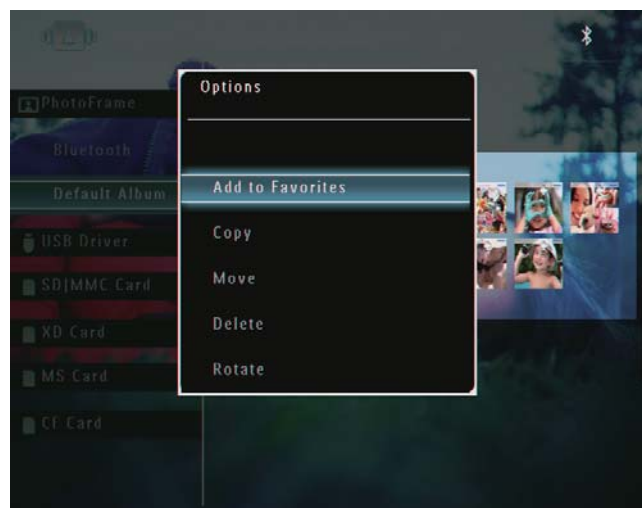 Options
Add to Favorites
Copy
Move
Delete
Rotate
PhotoFrame
Bluetooth
Default Album
USB Driver
SD|MMC Card
XD Card
MS Card
CF Card